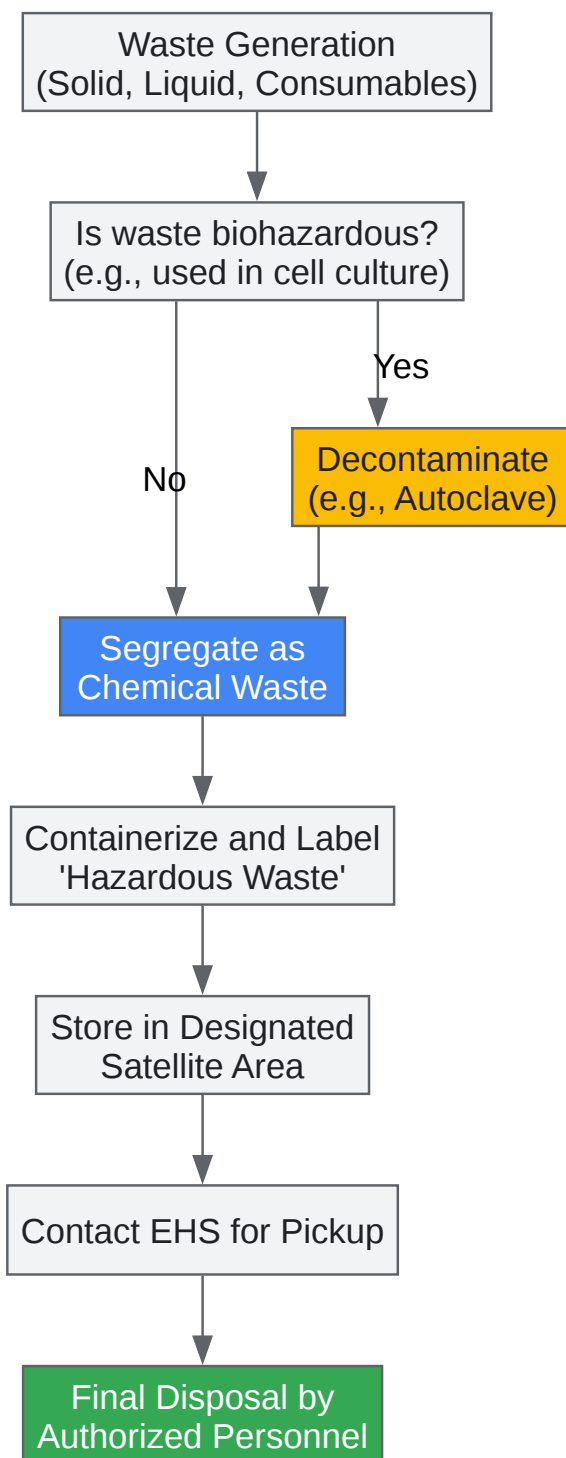 Waste Generation
(Solid, Liquid, Consumables)
Is waste biohazardous?
(e.g., used in cell culture)
Yes
Decontaminate
(e.g., Autoclave)
No
Segregate as
Chemical Waste
Containerize and Label
'Hazardous Waste'
Store in Designated
Satellite Area
Contact EHS for Pickup
Final Disposal by
Authorized Personnel